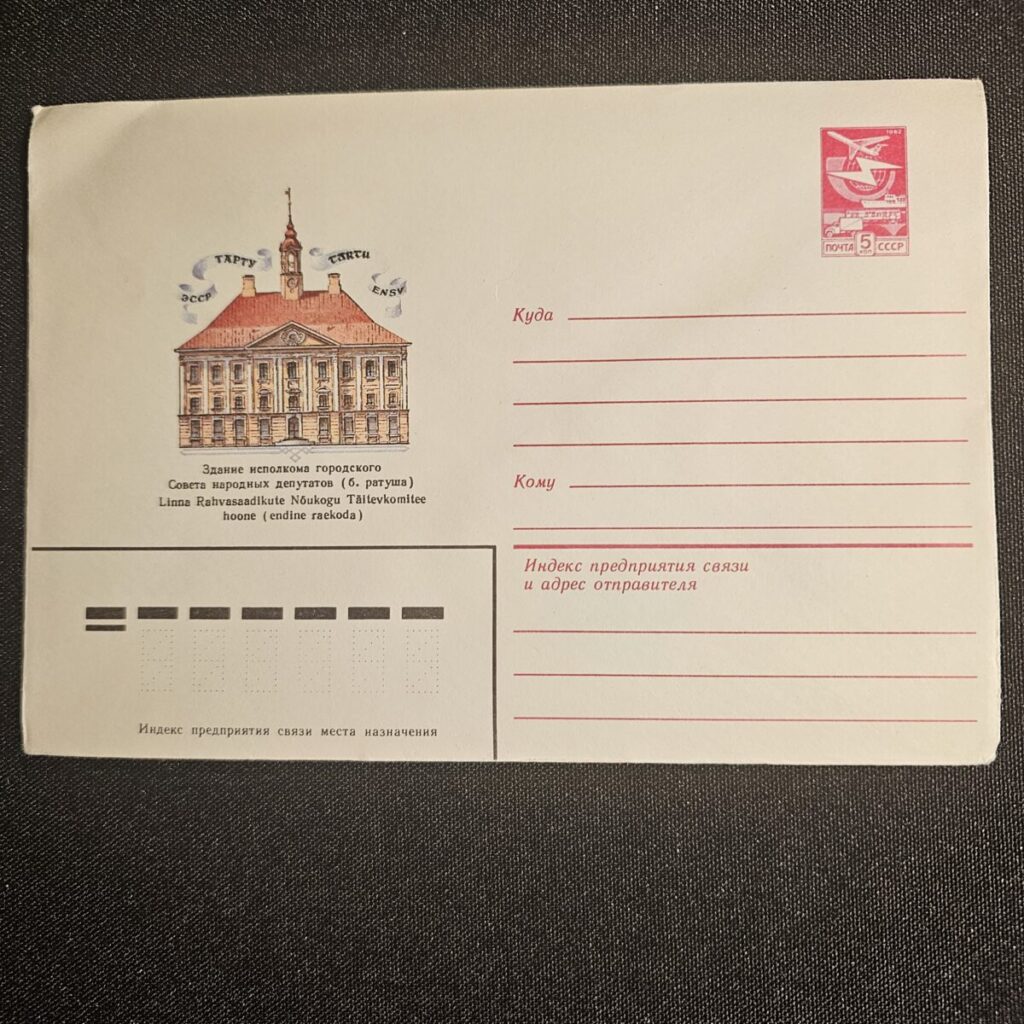 1982
ПОЧТА 5 КОП СССР
ТАРТУ TARTU
ЭССР ENSV
Здание исполкома городского
Совета народных депутатов (б. ратуша)
Linna Rahvasaadikute Nõukogu Täitevkomitee
hoone (endine raekoda)
Куда
Кому
Индекс предприятия связи
и адрес отправителя
Индекс предприятия связи места назначения